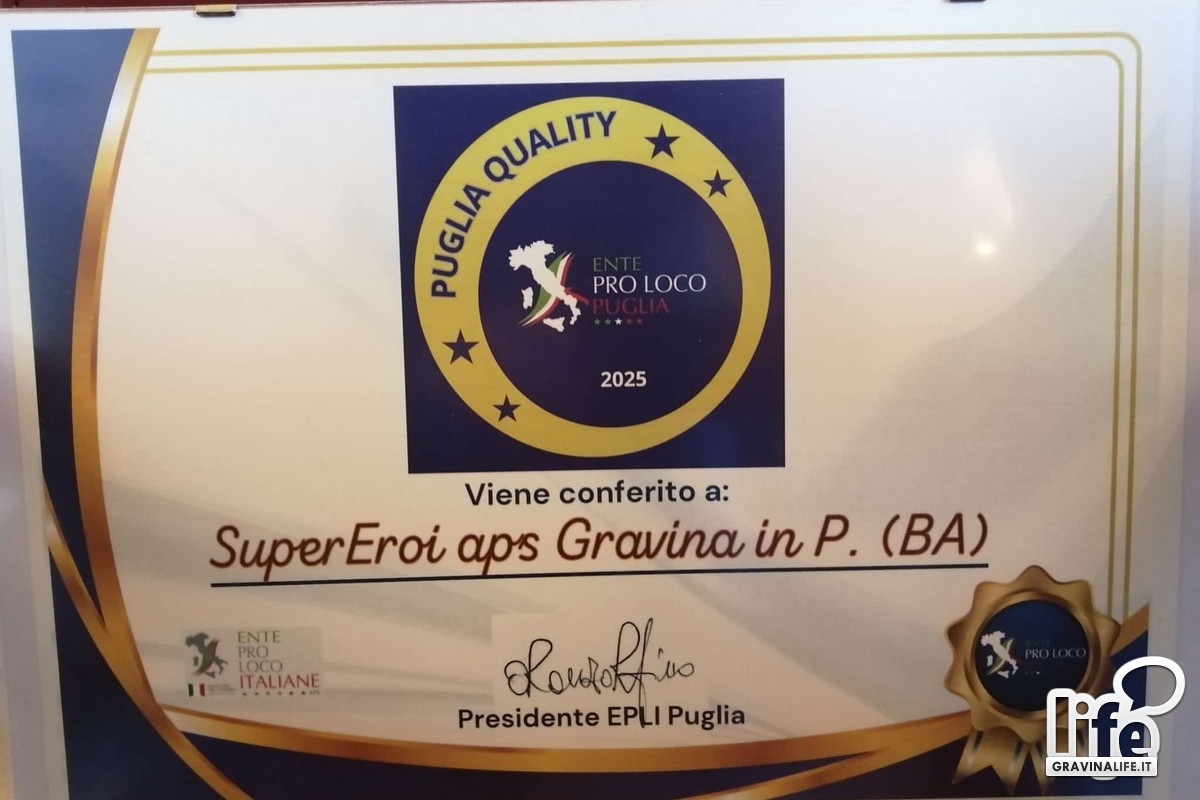 PUGLIA QUALITY
ENTE
PRO LOCO
PUGLIA
2025
Viene conferito a:
SuperEroi aps Gravina in P. (BA)
ENTE
PRO
LOCO
ITALIANE
Presidente EPLI Puglia
ENTE
PRO LOCO
life
GRAVINALIFE.IT